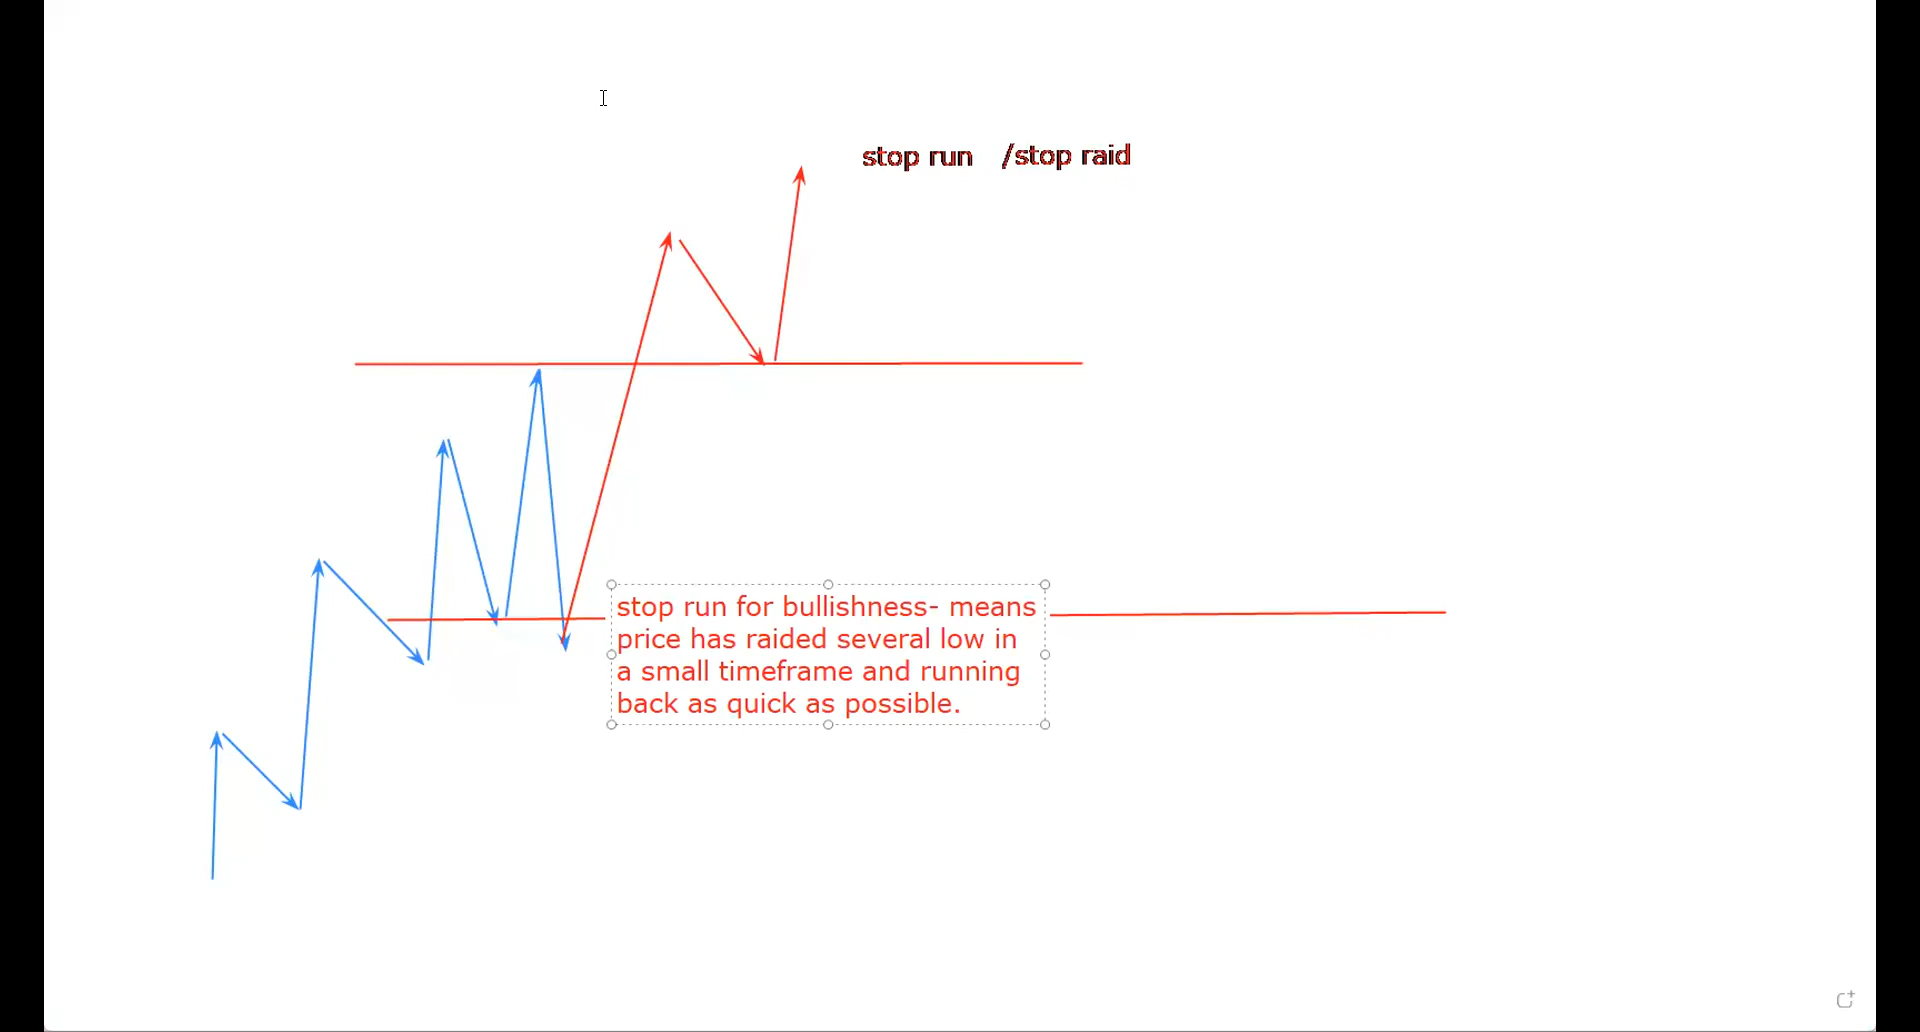 stop run /stop raid
stop run for bullishness- means
price has raided several low in
a small timeframe and running
back as quick as possible.